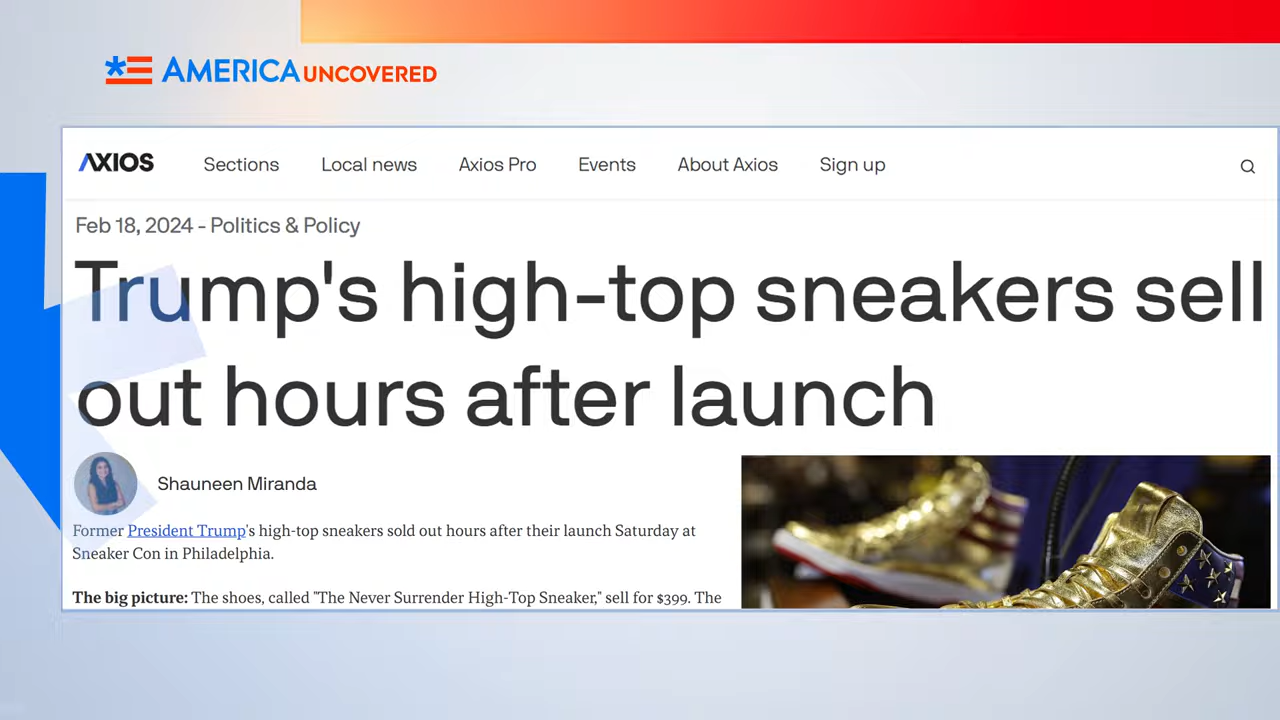 AMERICA UNCOVERED
AXIOS Sections Local news Axios Pro Events About Axios Sign up
Feb 18, 2024 - Politics & Policy
Trump's high-top sneakers sell
out hours after launch
Shauneen Miranda
Former President Trump's high-top sneakers sold out hours after their launch Saturday at
Sneaker Con in Philadelphia.
The big picture: The shoes, called "The Never Surrender High-Top Sneaker," sell for $399. The